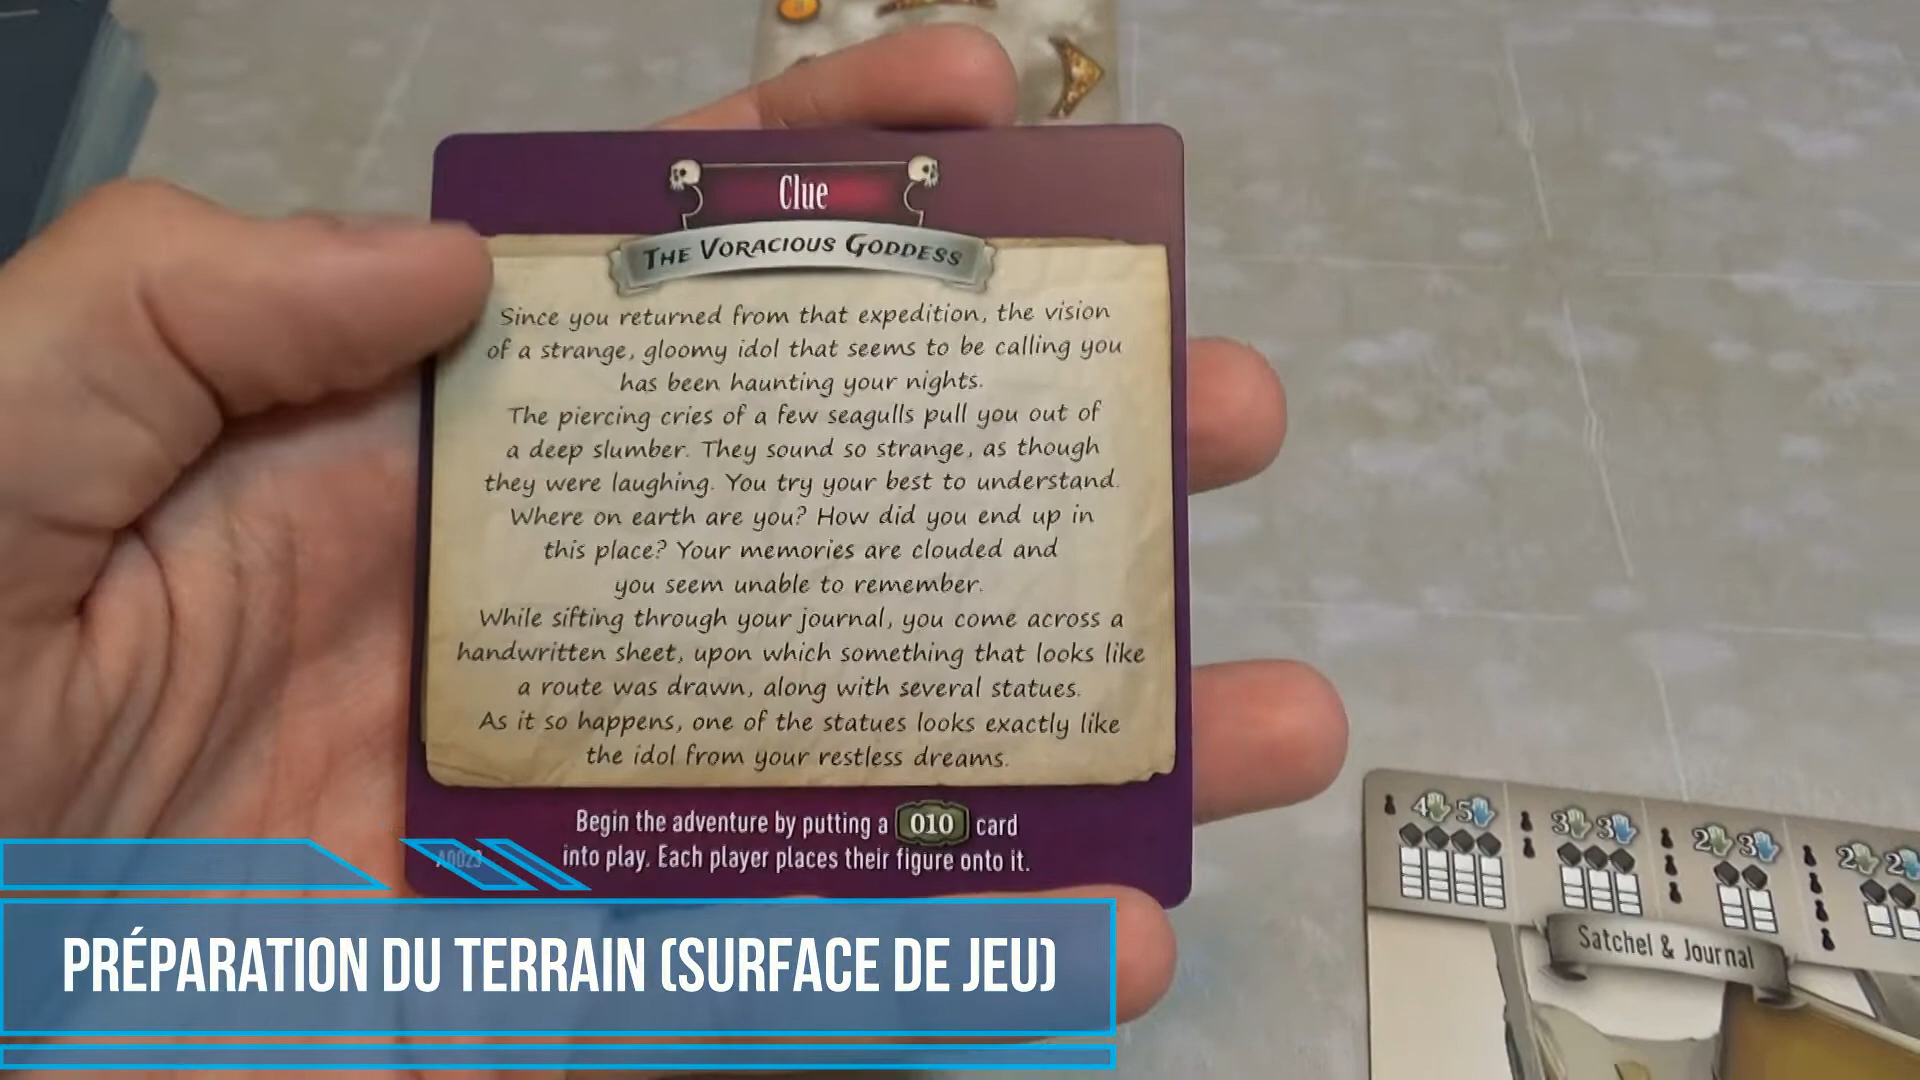 Clue
THE VORACIOUS GODDESS
Since you returned from that expedition, the vision
of a strange, gloomy idol that seems to be calling you
has been haunting your nights.
The piercing cries of a few seagulls pull you out of
a deep slumber. They sound so strange, as though
they were laughing. You try your best to understand.
Where on earth are you? How did you end up in
this place? Your memories are clouded and
you seem unable to remember.
While sifting through your journal, you come across a
handwritten sheet, upon which something that looks like
a route was drawn, along with several statues.
As it so happens, one of the statues looks exactly like
the idol from your restless dreams.
Begin the adventure by putting a 010 card
into play. Each player places their figure onto it.
4 5 3 3 2 3 2 2
Satchel & Journal
PRÉPARATION DU TERRAIN (SURFACE DE JEU)